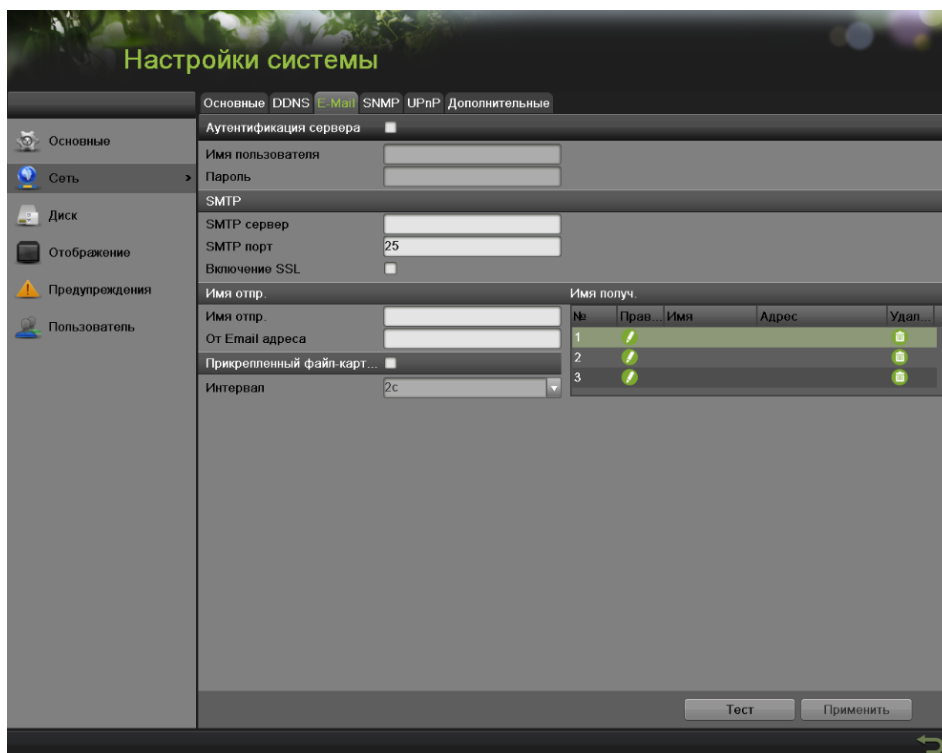 Настройки системы
Основные DDNS E-Mail SNMP UPnP Дополнительные
Основные
Сеть
Диск
Отображение
Предупреждения
Пользователь
Аутентификация сервера
Имя пользователя
Пароль
SMTP
SMTP сервер
SMTP порт 25
Включение SSL
Имя отпр.
Имя отпр.
От Email адреса
Прикрепленный файл-карт...
Интервал 2с
Имя получ.
№ Прав... Имя Адрес Удал...
1
2
3
Тест Применить